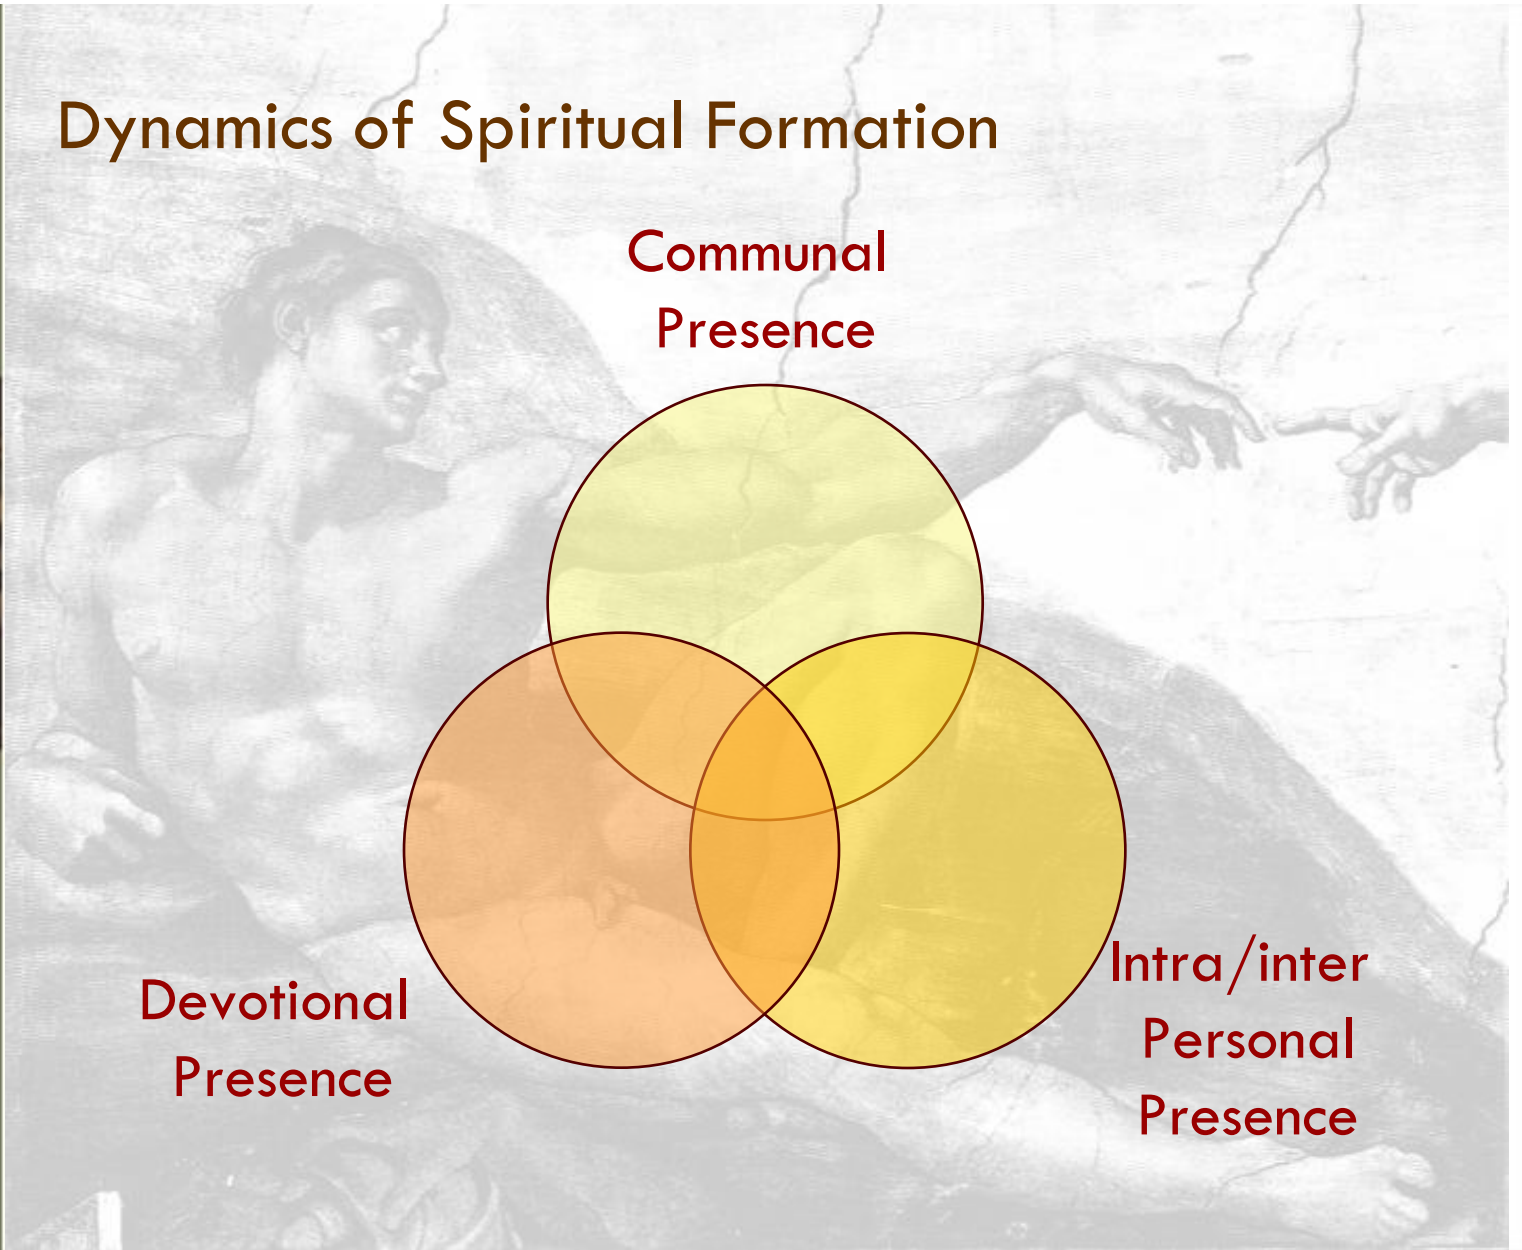 Dynamics of Spiritual Formation
Communal
Presence
Devotional
Presence
Intra/inter
Personal
Presence